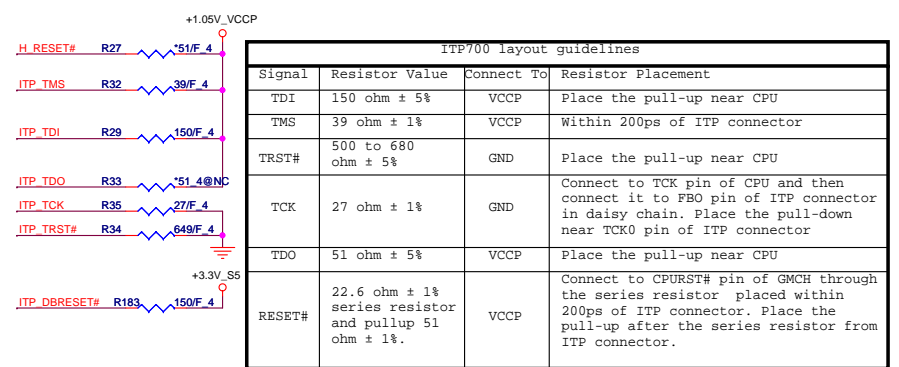 +1.05V_VCCP
H_RESET# R27 *51/F_4
ITP_TMS R32 39/F_4
ITP_TDI R29 150/F_4
ITP_TDO R33 *51_4@NC
ITP_TCK R35 27/F_4
ITP_TRST# R34 649/F_4
+3.3V_S5
ITP_DBRESET# R183 150/F_4
ITP700 layout guidelines
Signal Resistor Value Connect To Resistor Placement
TDI 150 ohm ± 5% VCCP Place the pull-up near CPU
TMS 39 ohm ± 1% VCCP Within 200ps of ITP connector
TRST# 500 to 680
ohm ± 5% GND Place the pull-up near CPU
TCK 27 ohm ± 1% GND Connect to TCK pin of CPU and then
connect it to FBO pin of ITP connector
in daisy chain. Place the pull-down
near TCK0 pin of ITP connector
TDO 51 ohm ± 5% VCCP Place the pull-up near CPU
RESET# 22.6 ohm ± 1%
series resistor
and pullup 51
ohm ± 1%.
VCCP
Connect to CPURST# pin of GMCH through
the series resistor placed within
200ps of ITP connector. Place the
pull-up after the series resistor from
ITP connector.